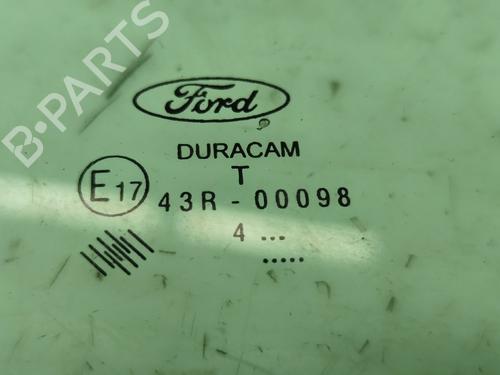 B-PARTS
Ford
DURACAM
T
E17
43R - 00098
4 ...
.....